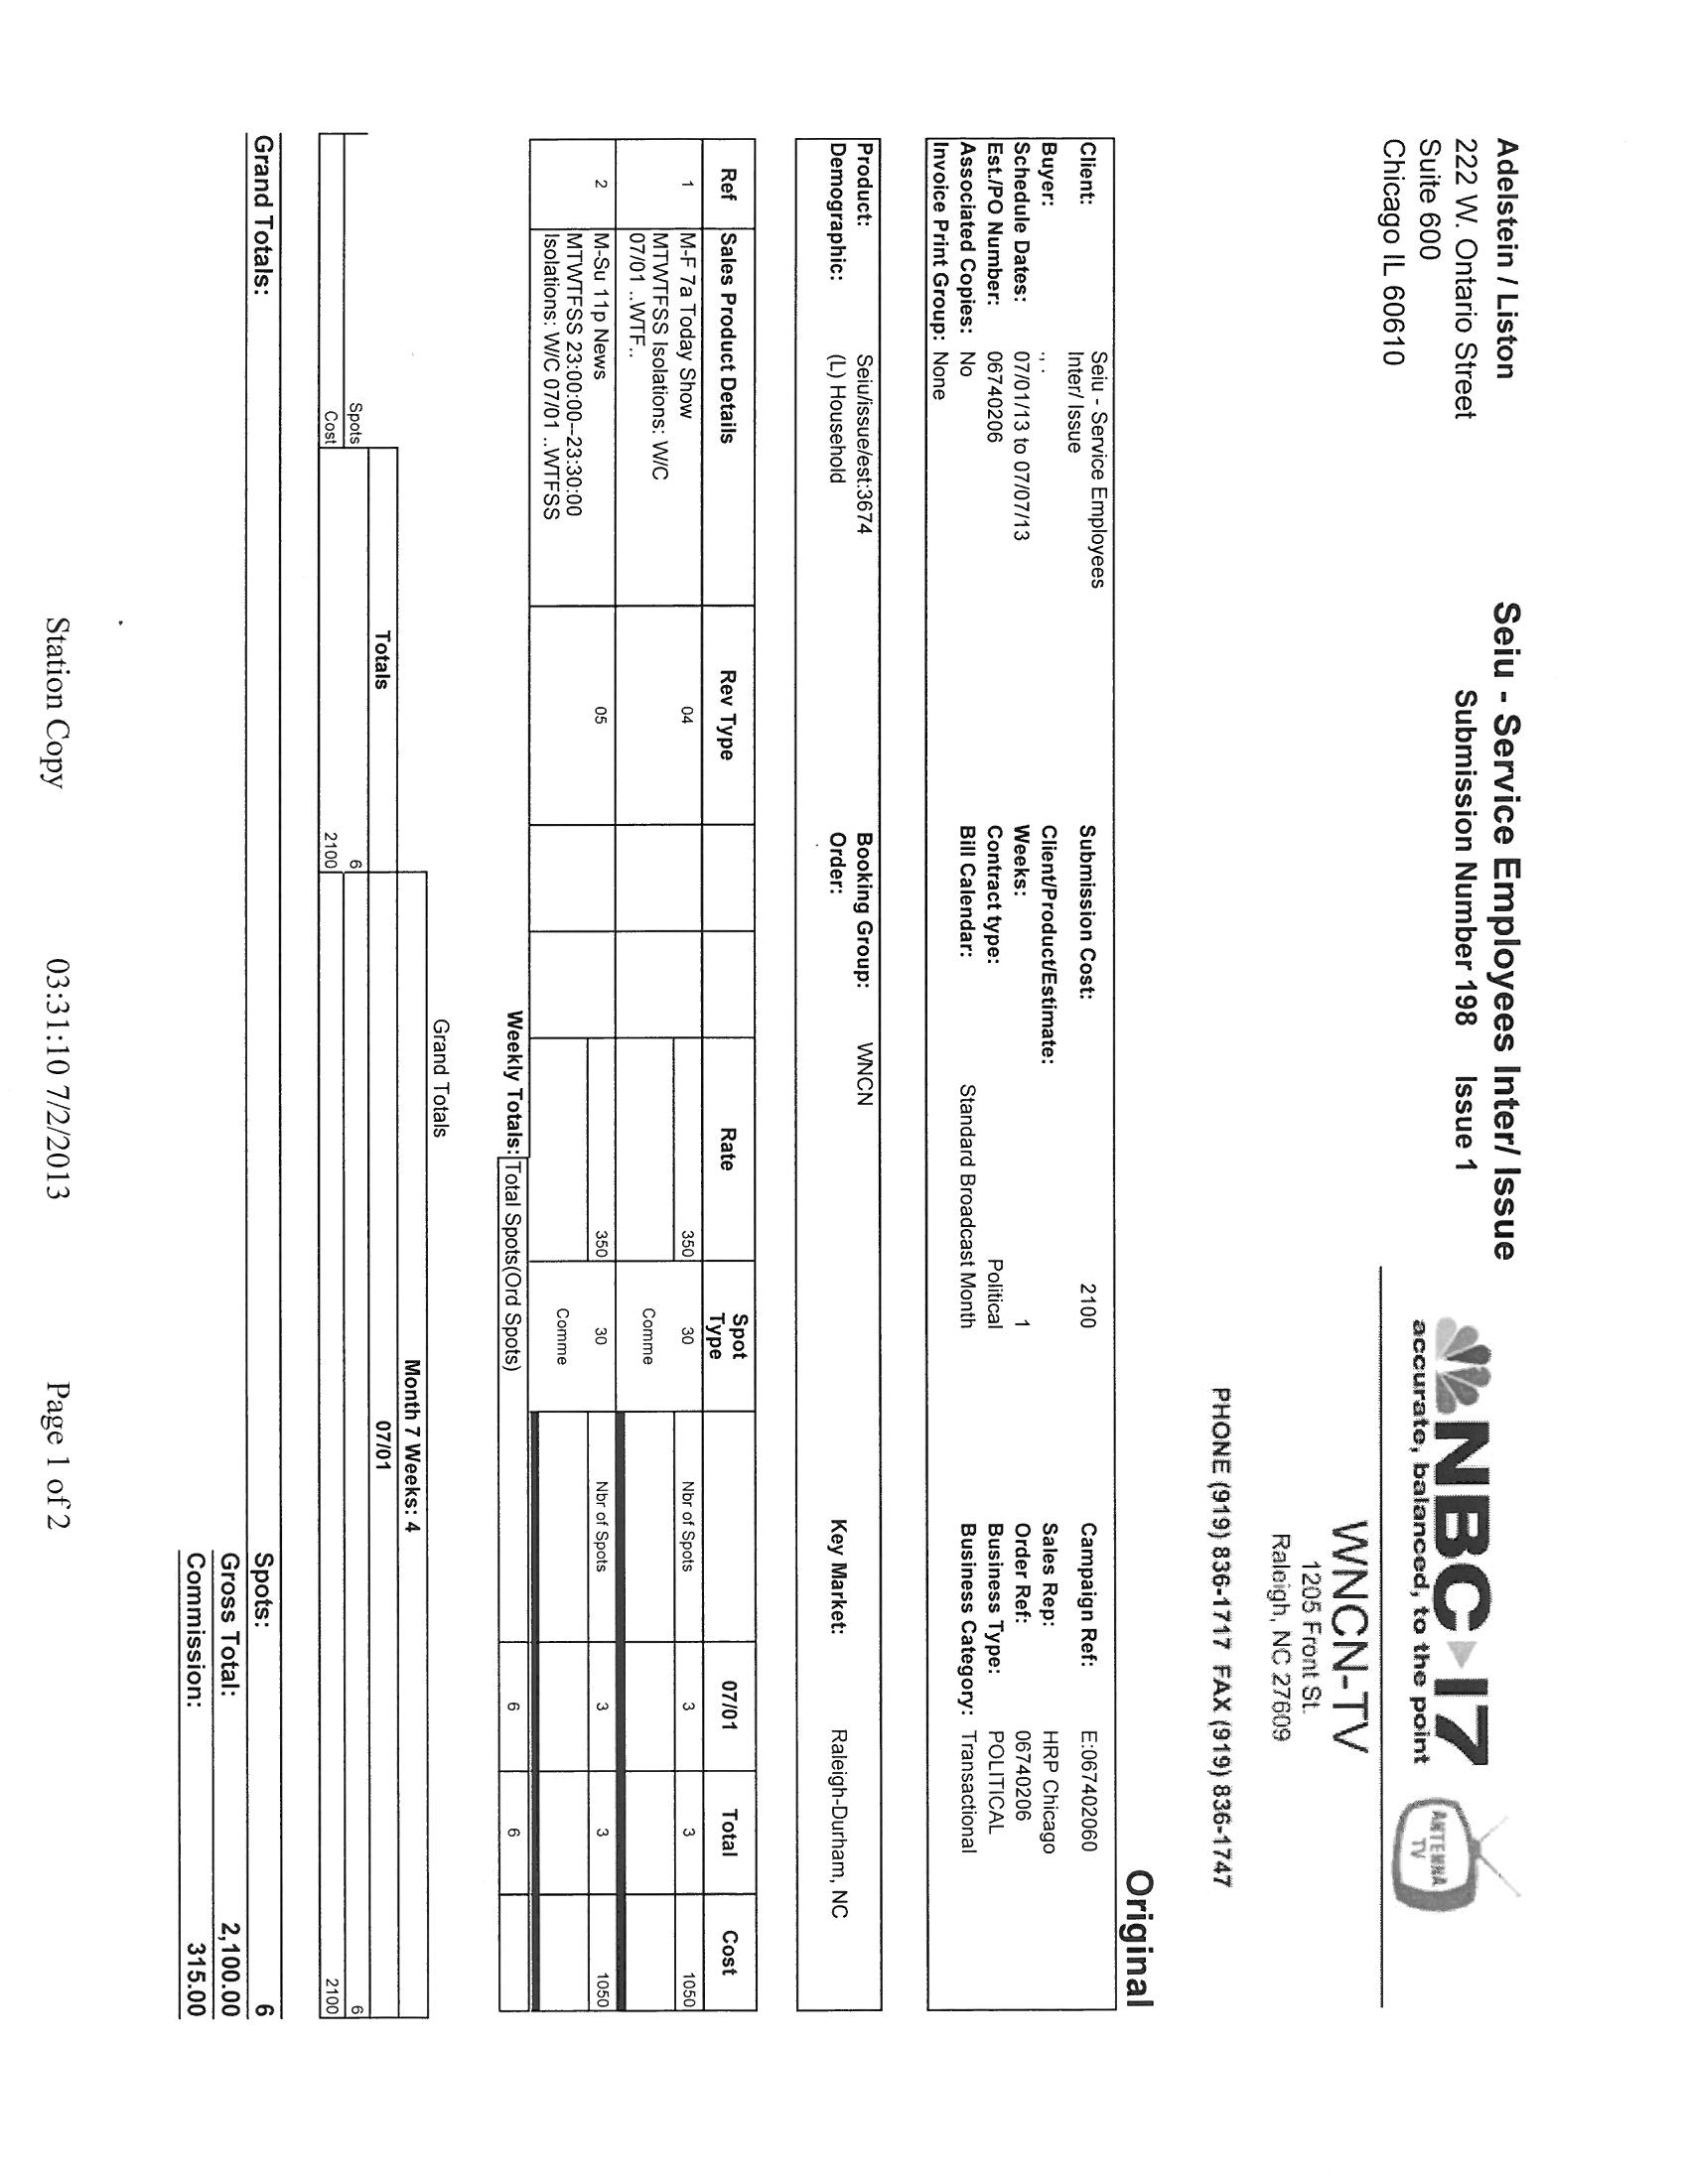 Adelstein / Liston
222 W. Ontario Street
Suite 600
Chicago IL 60610
Seiu - Service Employees Inter/ Issue
Submission Number 198 Issue 1
NBC 17
accurate, balanced, to the point
ANTENNA
TV
WNCN-TV
1205 Front St.
Raleigh, NC 27609
PHONE (919) 836-1717 FAX (919) 836-1747
Original
Client: Seiu - Service Employees Submission Cost: 2100 Campaign Ref: E:067402060
Inter/ Issue
Buyer: ', . Client/Product/Estimate: Sales Rep: HRP Chicago
Schedule Dates: 07/01/13 to 07/07/13 Weeks: 1 Order Ref: 06740206
Est./PO Number: 06740206 Contract type: Political Business Type: POLITICAL
Associated Copies: No Bill Calendar: Standard Broadcast Month Business Category: Transactional
Invoice Print Group: None
Product: Seiu/issue/est:3674 Booking Group: WNCN
Demographic: (L) Household Order: Key Market: Raleigh-Durham, NC
Ref Sales Product Details Rev Type Rate Spot Type 07/01 Total Cost
1 M-F 7a Today Show 04 350 30 Nbr of Spots 3 3 1050
MTWTFSS Isolations: W/C Comme
07/01 ..WTF..
2 M-Su 11p News 05 350 30 Nbr of Spots 3 3 1050
MTWTFSS 23:00:00--23:30:00 Comme
Isolations: W/C 07/01 ..WTFSS
Weekly Totals: Total Spots(Ord Spots) 6 6
Grand Totals
Month 7 Weeks: 4
Totals 07/01
Spots 6 6
Cost 2100 2100
Grand Totals: Spots: 6
Gross Total: 2,100.00
Commission: 315.00
Station Copy 03:31:10 7/2/2013 Page 1 of 2